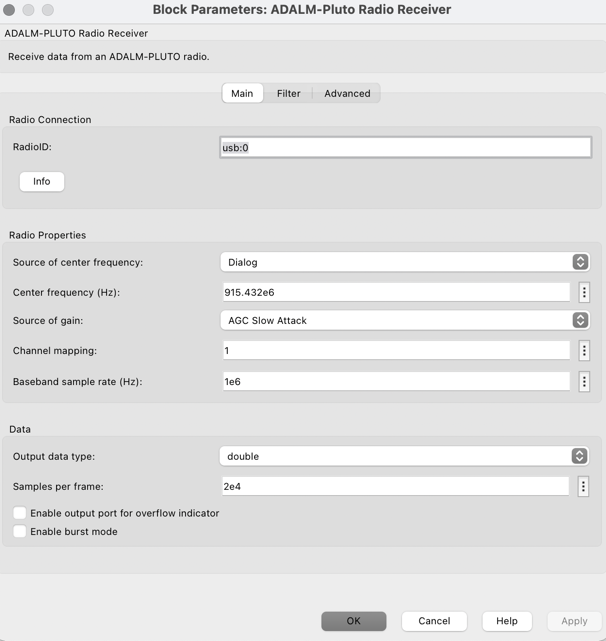 Block Parameters: ADALM-Pluto Radio Receiver
ADALM-PLUTO Radio Receiver
Receive data from an ADALM-PLUTO radio.
Main Filter Advanced
Radio Connection
RadioID: usb:0
Info
Radio Properties
Source of center frequency: Dialog
Center frequency (Hz): 915.432e6
Source of gain: AGC Slow Attack
Channel mapping: 1
Baseband sample rate (Hz): 1e6
Data
Output data type: double
Samples per frame: 2e4
Enable output port for overflow indicator
Enable burst mode
OK Cancel Help Apply